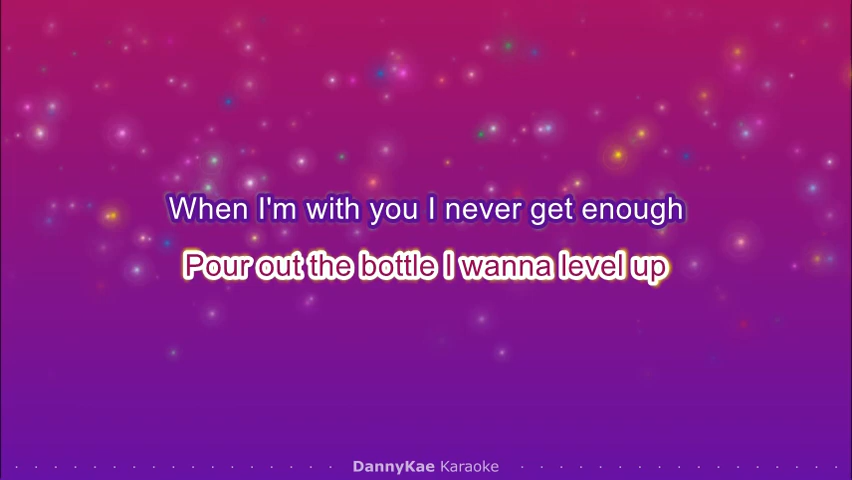 When I'm with you I never get enough
Pour out the bottle I wanna level up
DannyKae Karaoke